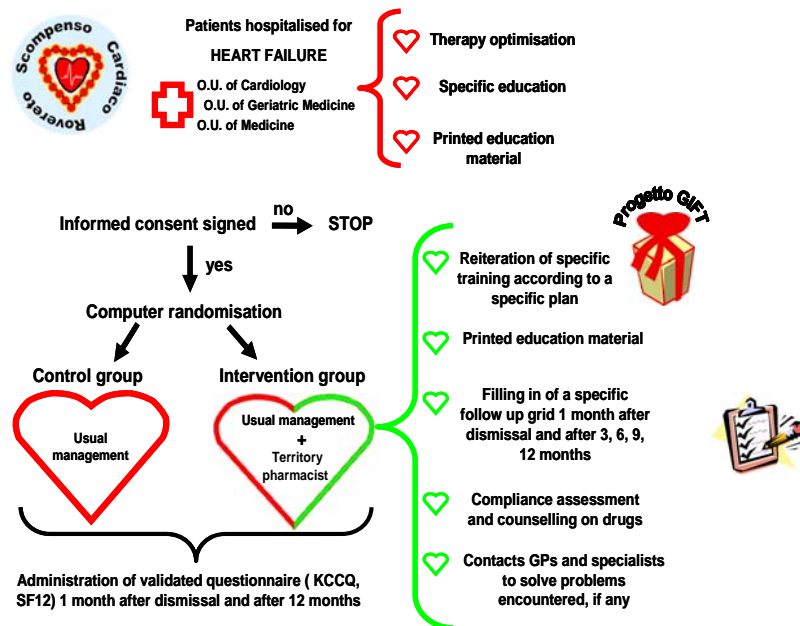 Scompenso
Cardiaco
Rovereto
Patients hospitalised for
HEART FAILURE
O.U. of Cardiology
O.U. of Geriatric Medicine
O.U. of Medicine
Therapy optimisation
Specific education
Printed education
material
Informed consent signed
no
STOP
yes
Computer randomisation
Control group
Intervention group
Usual
management
Usual management
+
Territory
pharmacist
Administration of validated questionnaire ( KCCQ,
SF12) 1 month after dismissal and after 12 months
Progetto GIFT
Reiteration of specific
training according to a
specific plan
Printed education material
Filling in of a specific
follow up grid 1 month after
dismissal and after 3, 6, 9,
12 months
Compliance assessment
and counselling on drugs
Contacts GPs and specialists
to solve problems
encountered, if any